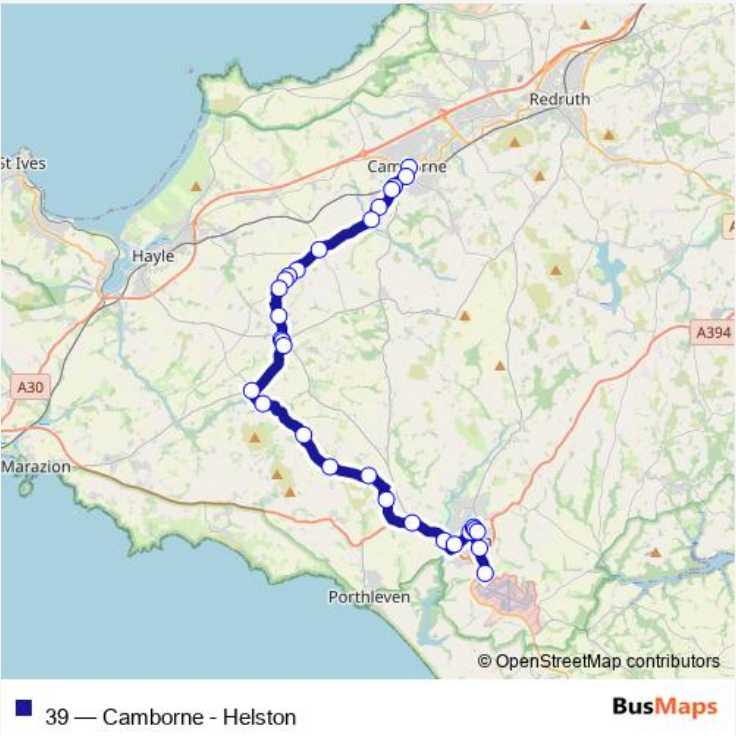 Redruth
St Ives
Camborne
Hayle
A394
A30
Marazion
Porthleven
© OpenStreetMap contributors
39 — Camborne - Helston
BusMaps